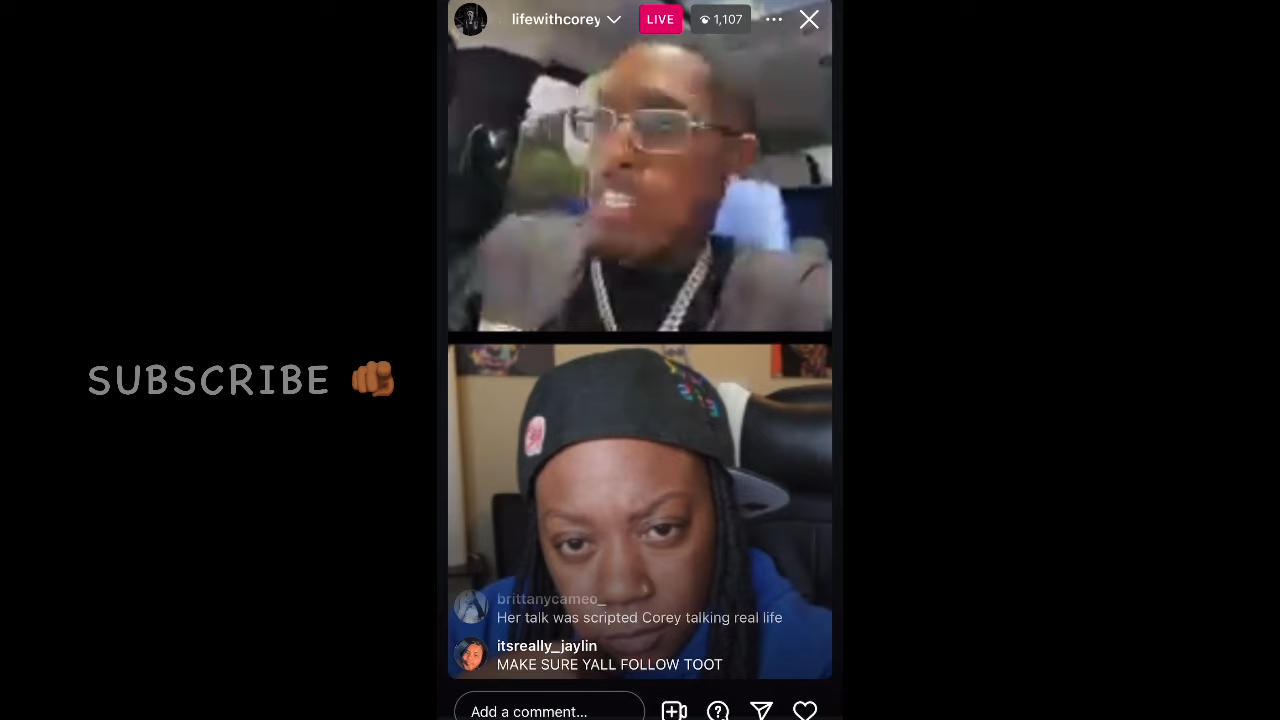 lifewithcorey
LIVE
1,107
SUBSCRIBE
brittanycameo_
Her talk was scripted Corey talking real life
itsreally_jaylin
MAKE SURE YALL FOLLOW TOOT
Add a comment...